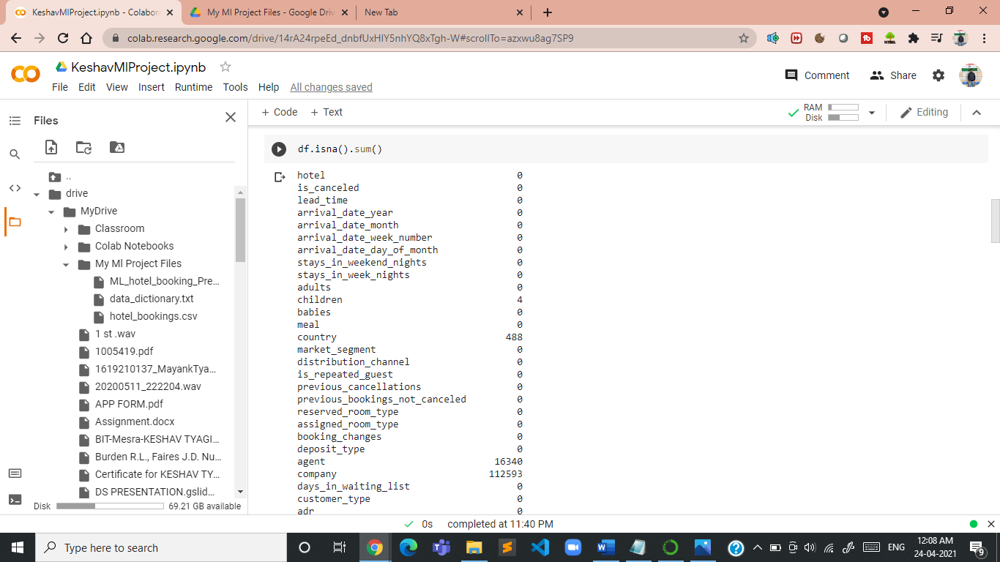 KeshavMlProject.ipynb - Colabor
My Ml Project Files - Google Driv
New Tab
colab.research.google.com/drive/14rA24rpeEd_dnbfUxHIY5nhYQ8xTgh-W#scrollTo=azxwu8ag7SP9
KeshavMlProject.ipynb
Comment
Share
File Edit View Insert Runtime Tools Help All changes saved
Files
+ Code + Text
RAM
Disk
Editing
..
drive
MyDrive
Classroom
Colab Notebooks
My Ml Project Files
ML_hotel_booking_Pre...
data_dictionary.txt
hotel_bookings.csv
1 st .wav
1005419.pdf
1619210137_MayankTya...
20200511_222204.wav
APP FORM.pdf
Assignment.docx
BIT-Mesra-KESHAV TYAGI...
Burden R.L., Faires J.D. Nu...
Certificate for KESHAV TY...
DS PRESENTATION.gslid...
Disk 69.21 GB available
df.isna().sum()
hotel 0
is_canceled 0
lead_time 0
arrival_date_year 0
arrival_date_month 0
arrival_date_week_number 0
arrival_date_day_of_month 0
stays_in_weekend_nights 0
stays_in_week_nights 0
adults 0
children 4
babies 0
meal 0
country 488
market_segment 0
distribution_channel 0
is_repeated_guest 0
previous_cancellations 0
previous_bookings_not_canceled 0
reserved_room_type 0
assigned_room_type 0
booking_changes 0
deposit_type 0
agent 16340
company 112593
days_in_waiting_list 0
customer_type 0
adr 0
0s completed at 11:40 PM
Type here to search
ENG
12:08 AM
24-04-2021
9